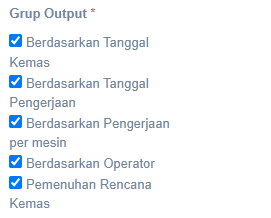 Grup Output *
Berdasarkan Tanggal
Kemas
Berdasarkan Tanggal
Pengerjaan
Berdasarkan Pengerjaan
per mesin
Berdasarkan Operator
Pemenuhan Rencana
Kemas